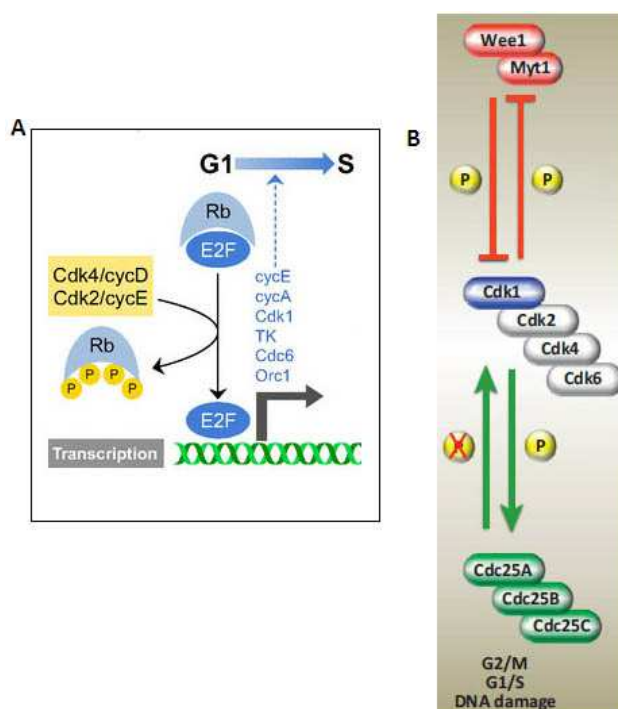 A
G1
S
Rb
E2F
Cdk4/cycD
Cdk2/cycE
cycE
cycA
Cdk1
TK
Cdc6
Orc1
Rb
P
P
P
P
E2F
Transcription
B
Wee1
Myt1
P
P
Cdk1
Cdk2
Cdk4
Cdk6
P
P
Cdc25A
Cdc25B
Cdc25C
G2/M
G1/S
DNA damage